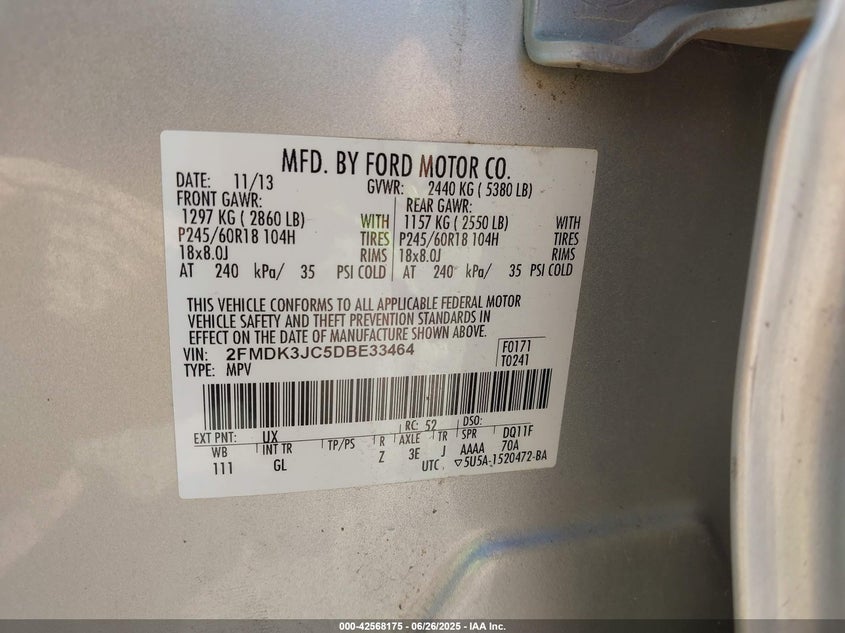 MFD. BY FORD MOTOR CO.
DATE: 11/13 GVWR: 2440 KG ( 5380 LB)
FRONT GAWR: REAR GAWR:
1297 KG ( 2860 LB) WITH 1157 KG ( 2550 LB) WITH
P245/60R18 104H TIRES P245/60R18 104H TIRES
18x8.0J RIMS 18x8.0J RIMS
AT 240 kPa/ 35 PSI COLD AT 240 kPa/ 35 PSI COLD
THIS VEHICLE CONFORMS TO ALL APPLICABLE FEDERAL MOTOR
VEHICLE SAFETY AND THEFT PREVENTION STANDARDS IN
EFFECT ON THE DATE OF MANUFACTURE SHOWN ABOVE.
VIN: 2FMDK3JC5DBE33464 F0171
TYPE: MPV T0241
EXT PNT: UX RC: 52 DSO:
WB INT TR TP/PS R AXLE TR SPR DQ11F
111 GL Z 3E J AAAA 70A
UTC ▽5U5A-1520472-BA
000-42568175 - 06/26/2025 - IAA Inc.